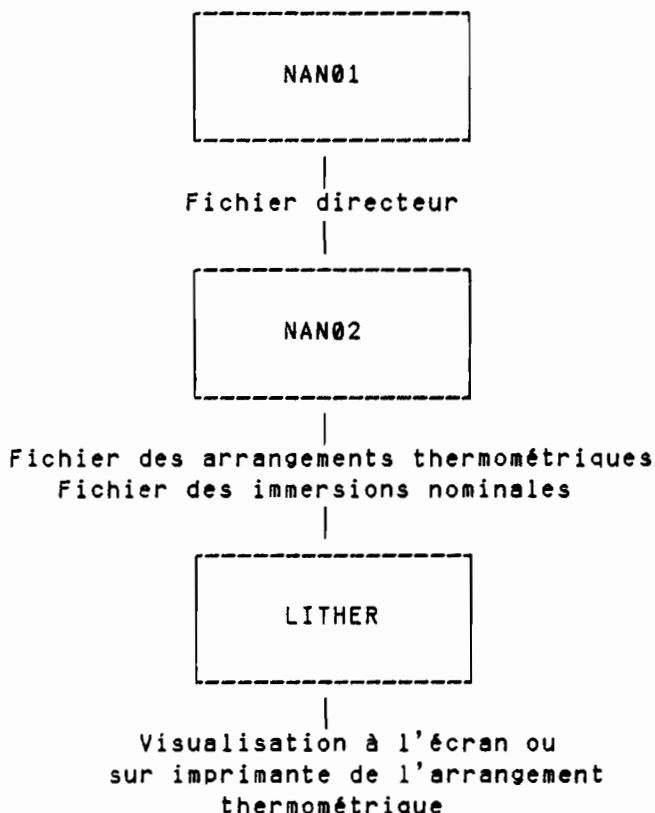 NAN01
Fichier directeur
NAN02
Fichier des arrangements thermométriques
Fichier des immersions nominales
LITHER
Visualisation à l'écran ou
sur imprimante de l'arrangement
thermométrique